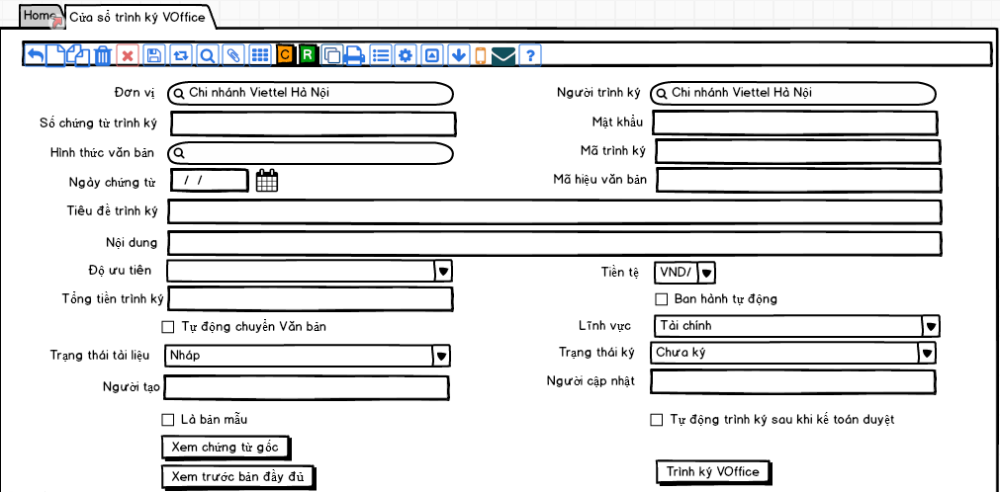 Home
Cửa sổ trình ký VOffice
C R ?
Đơn vị Chi nhánh Viettel Hà Nội Người trình ký Chi nhánh Viettel Hà Nội
Số chứng từ trình ký Mật khẩu
Hình thức văn bản Mã trình ký
Ngày chứng từ / / Mã hiệu văn bản
Tiêu đề trình ký
Nội dung
Độ ưu tiên Tiền tệ VND/
Tổng tiền trình ký Ban hành tự động
Tự động chuyển Văn bản Lĩnh vực Tài chính
Trạng thái tài liệu Nháp Trạng thái ký Chưa ký
Người tạo Người cập nhật
Là bản mẫu Tự động trình ký sau khi kế toán duyệt
Xem chứng từ gốc
Xem trước bản đầy đủ Trình ký VOffice